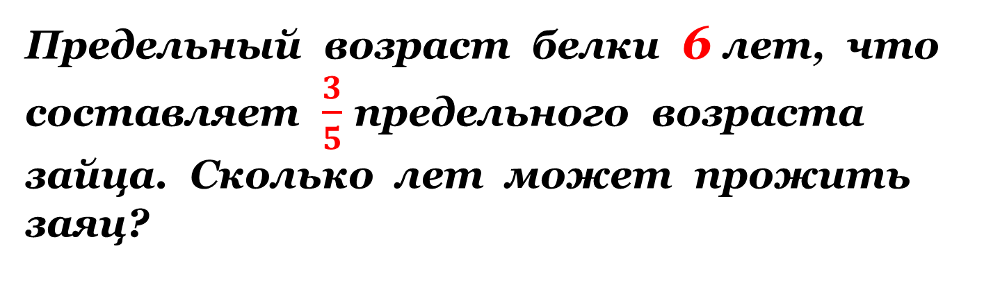 Предельный возраст белки 6 лет, что
составляет 3/5 предельного возраста
зайца. Сколько лет может прожить
заяц?